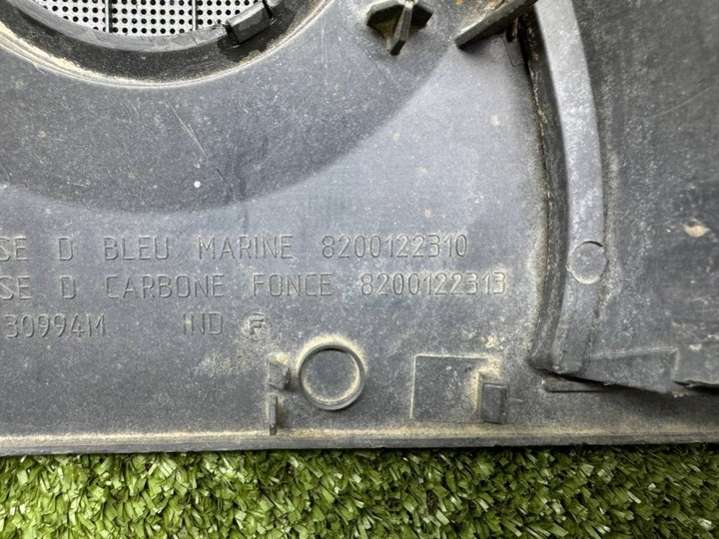 SE D BLEU MARINE 8200122310
SE D CARBONE FONCE 8200122313
30994M IND F